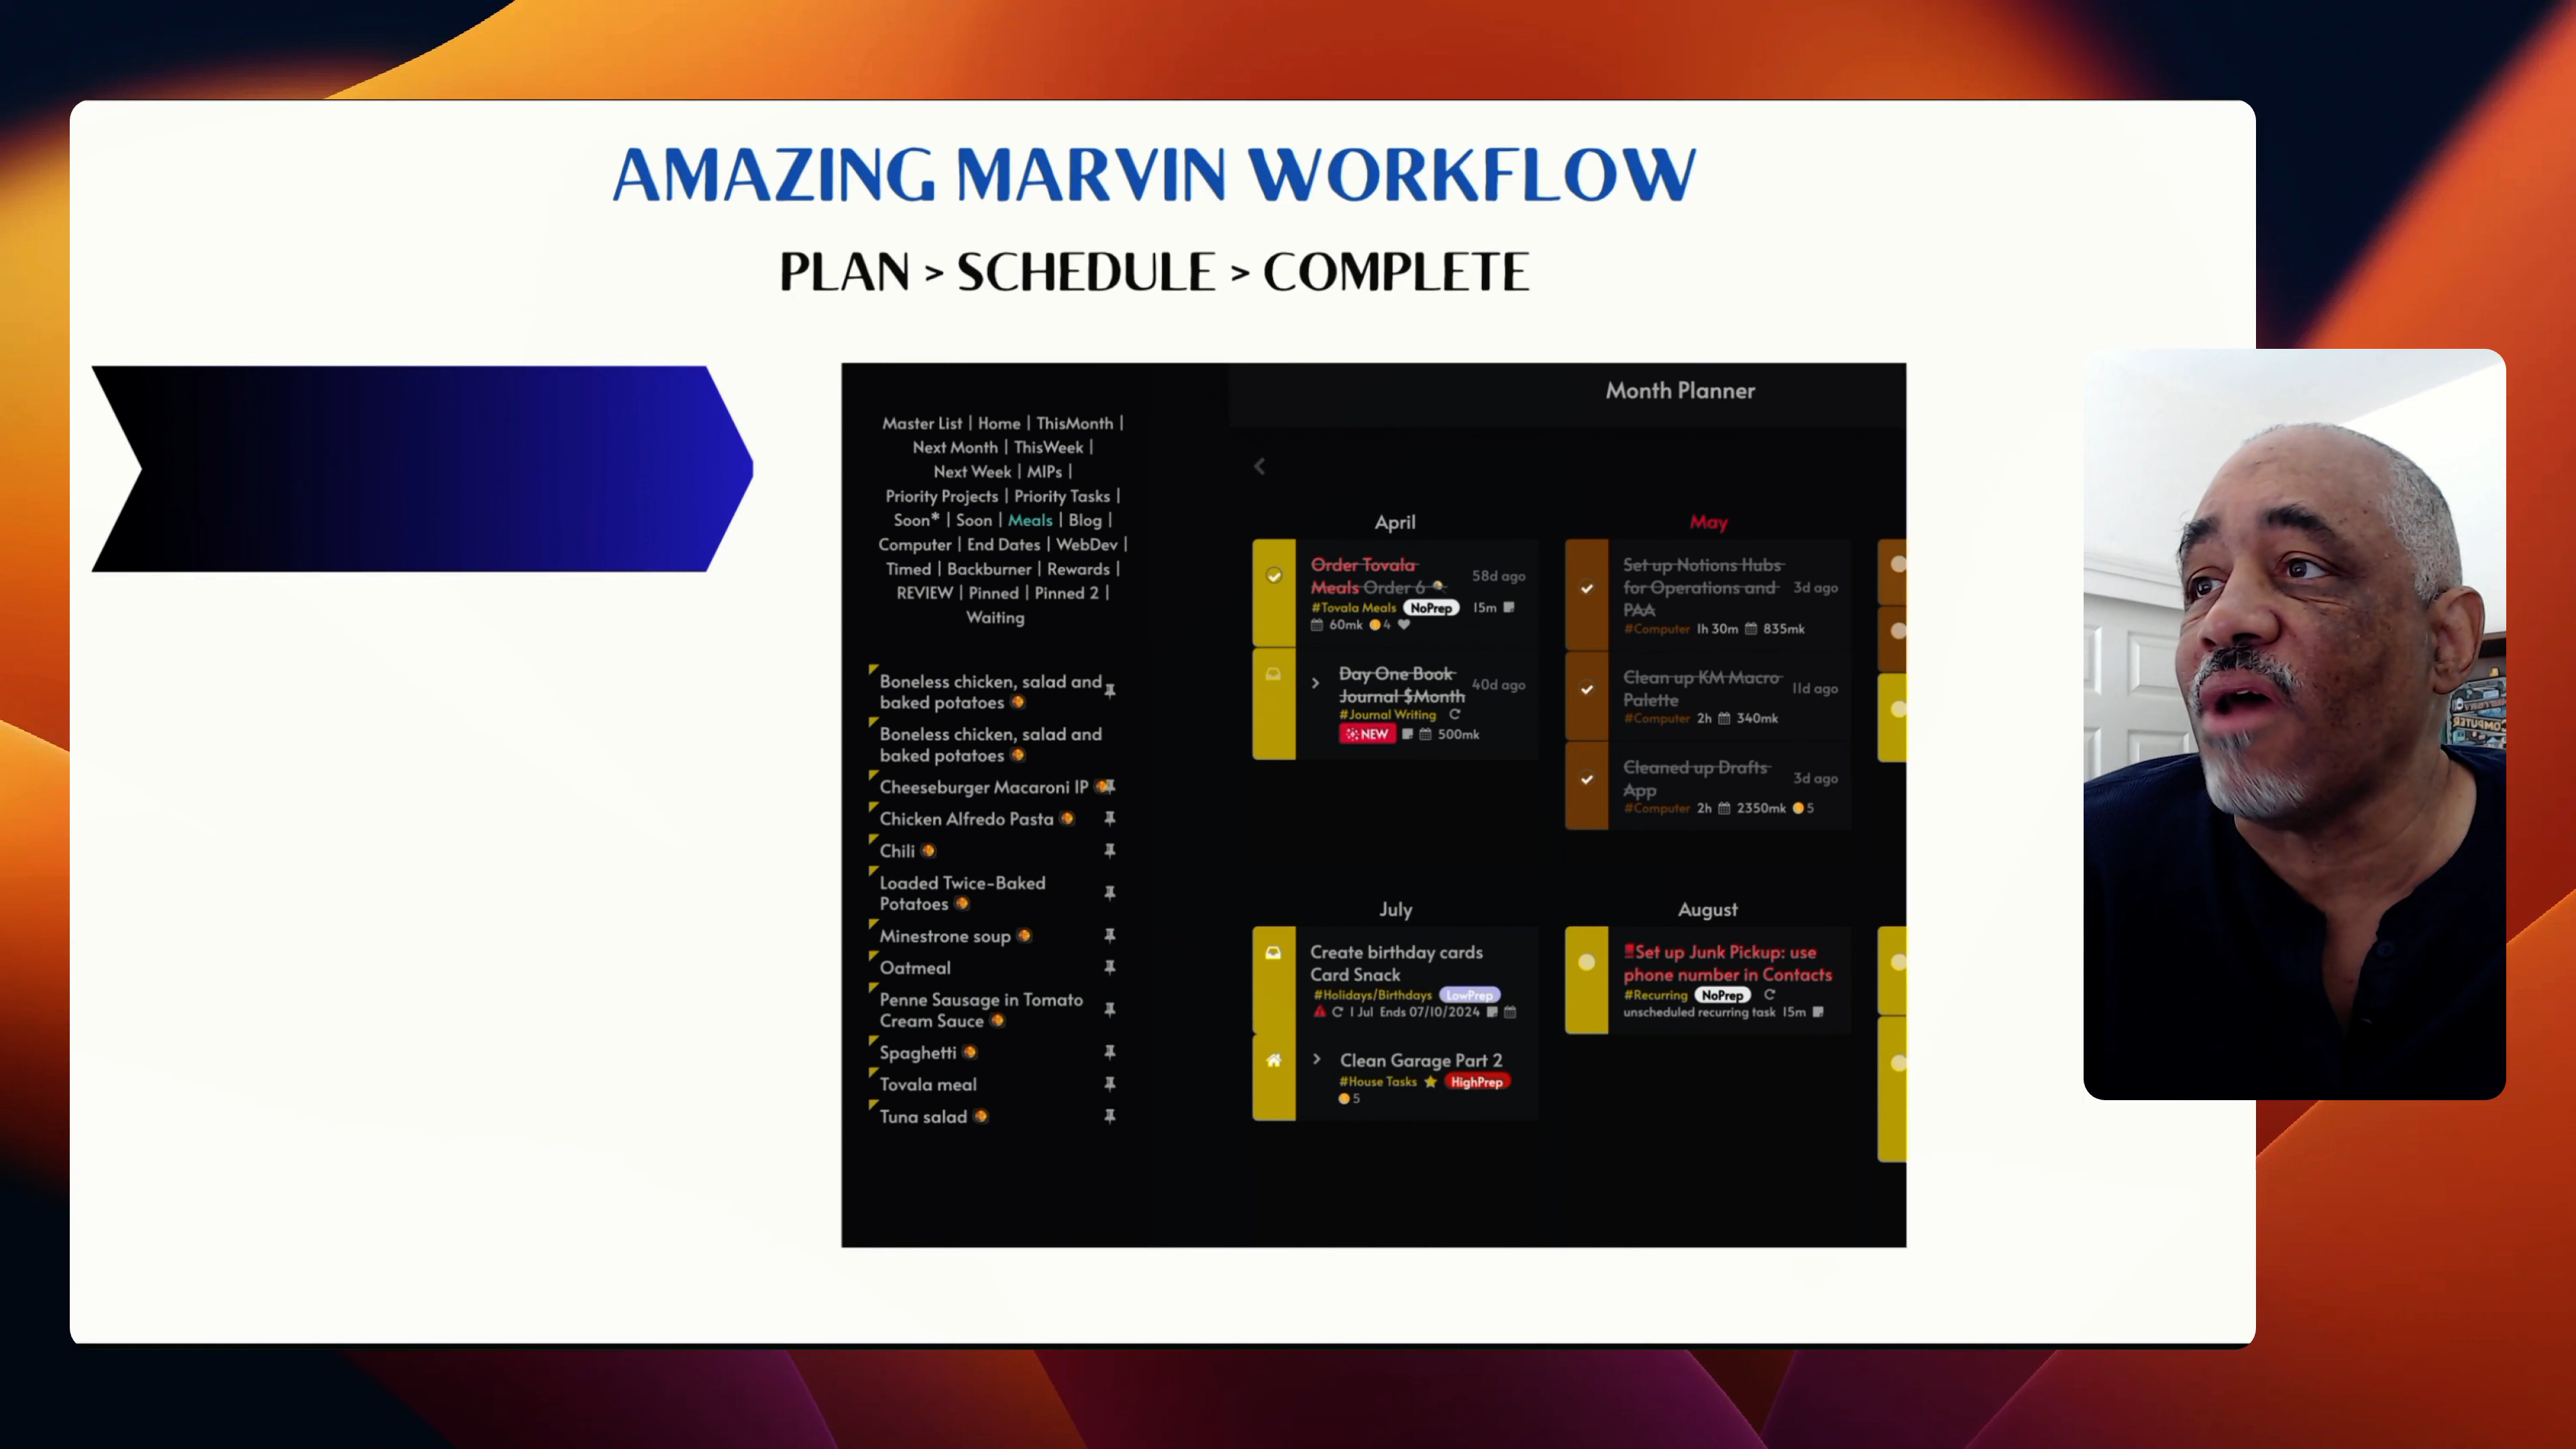 AMAZING MARVIN WORKFLOW
PLAN > SCHEDULE > COMPLETE
Month Planner
Master List | Home | ThisMonth |
Next Month | ThisWeek |
Next Week | MIPs |
Priority Projects | Priority Tasks |
Soon* | Soon | Meals | Blog |
Computer | End Dates | WebDev |
Timed | Backburner | Rewards |
REVIEW | Pinned | Pinned 2 |
Waiting
Boneless chicken, salad and
baked potatoes
Boneless chicken, salad and
baked potatoes
Cheeseburger Macaroni IP
Chicken Alfredo Pasta
Chili
Loaded Twice-Baked
Potatoes
Minestrone soup
Oatmeal
Penne Sausage in Tomato
Cream Sauce
Spaghetti
Tovala meal
Tuna salad
April
Order Tovala
Meals Order 6
58d ago
#Tovala Meals NoPrep 15m
60mk 4
Day One Book
Journal $Month
40d ago
#Journal Writing
NEW 500mk
May
Set up Notions Hubs
for Operations and
PAA
3d ago
#Computer 1h 30m 835mk
Clean up KM Macro
Palette
11d ago
#Computer 2h 340mk
Cleaned up Drafts
App
3d ago
#Computer 2h 2350mk 5
July
Create birthday cards
Card Snack
#Holidays/Birthdays LowPrep
1 Jul Ends 07/10/2024
Clean Garage Part 2
#House Tasks HighPrep
5
August
Set up Junk Pickup: use
phone number in Contacts
#Recurring NoPrep
unscheduled recurring task 15m